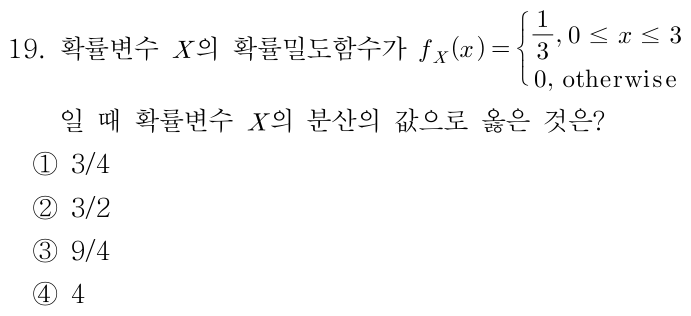 19. 확률변수 X의 확률밀도함수가 f_X(x) = { 1/3, 0 ≤ x ≤ 3
0, otherwise
일 때 확률변수 X의 분산의 값으로 옳은 것은?
① 3/4
② 3/2
③ 9/4
④ 4